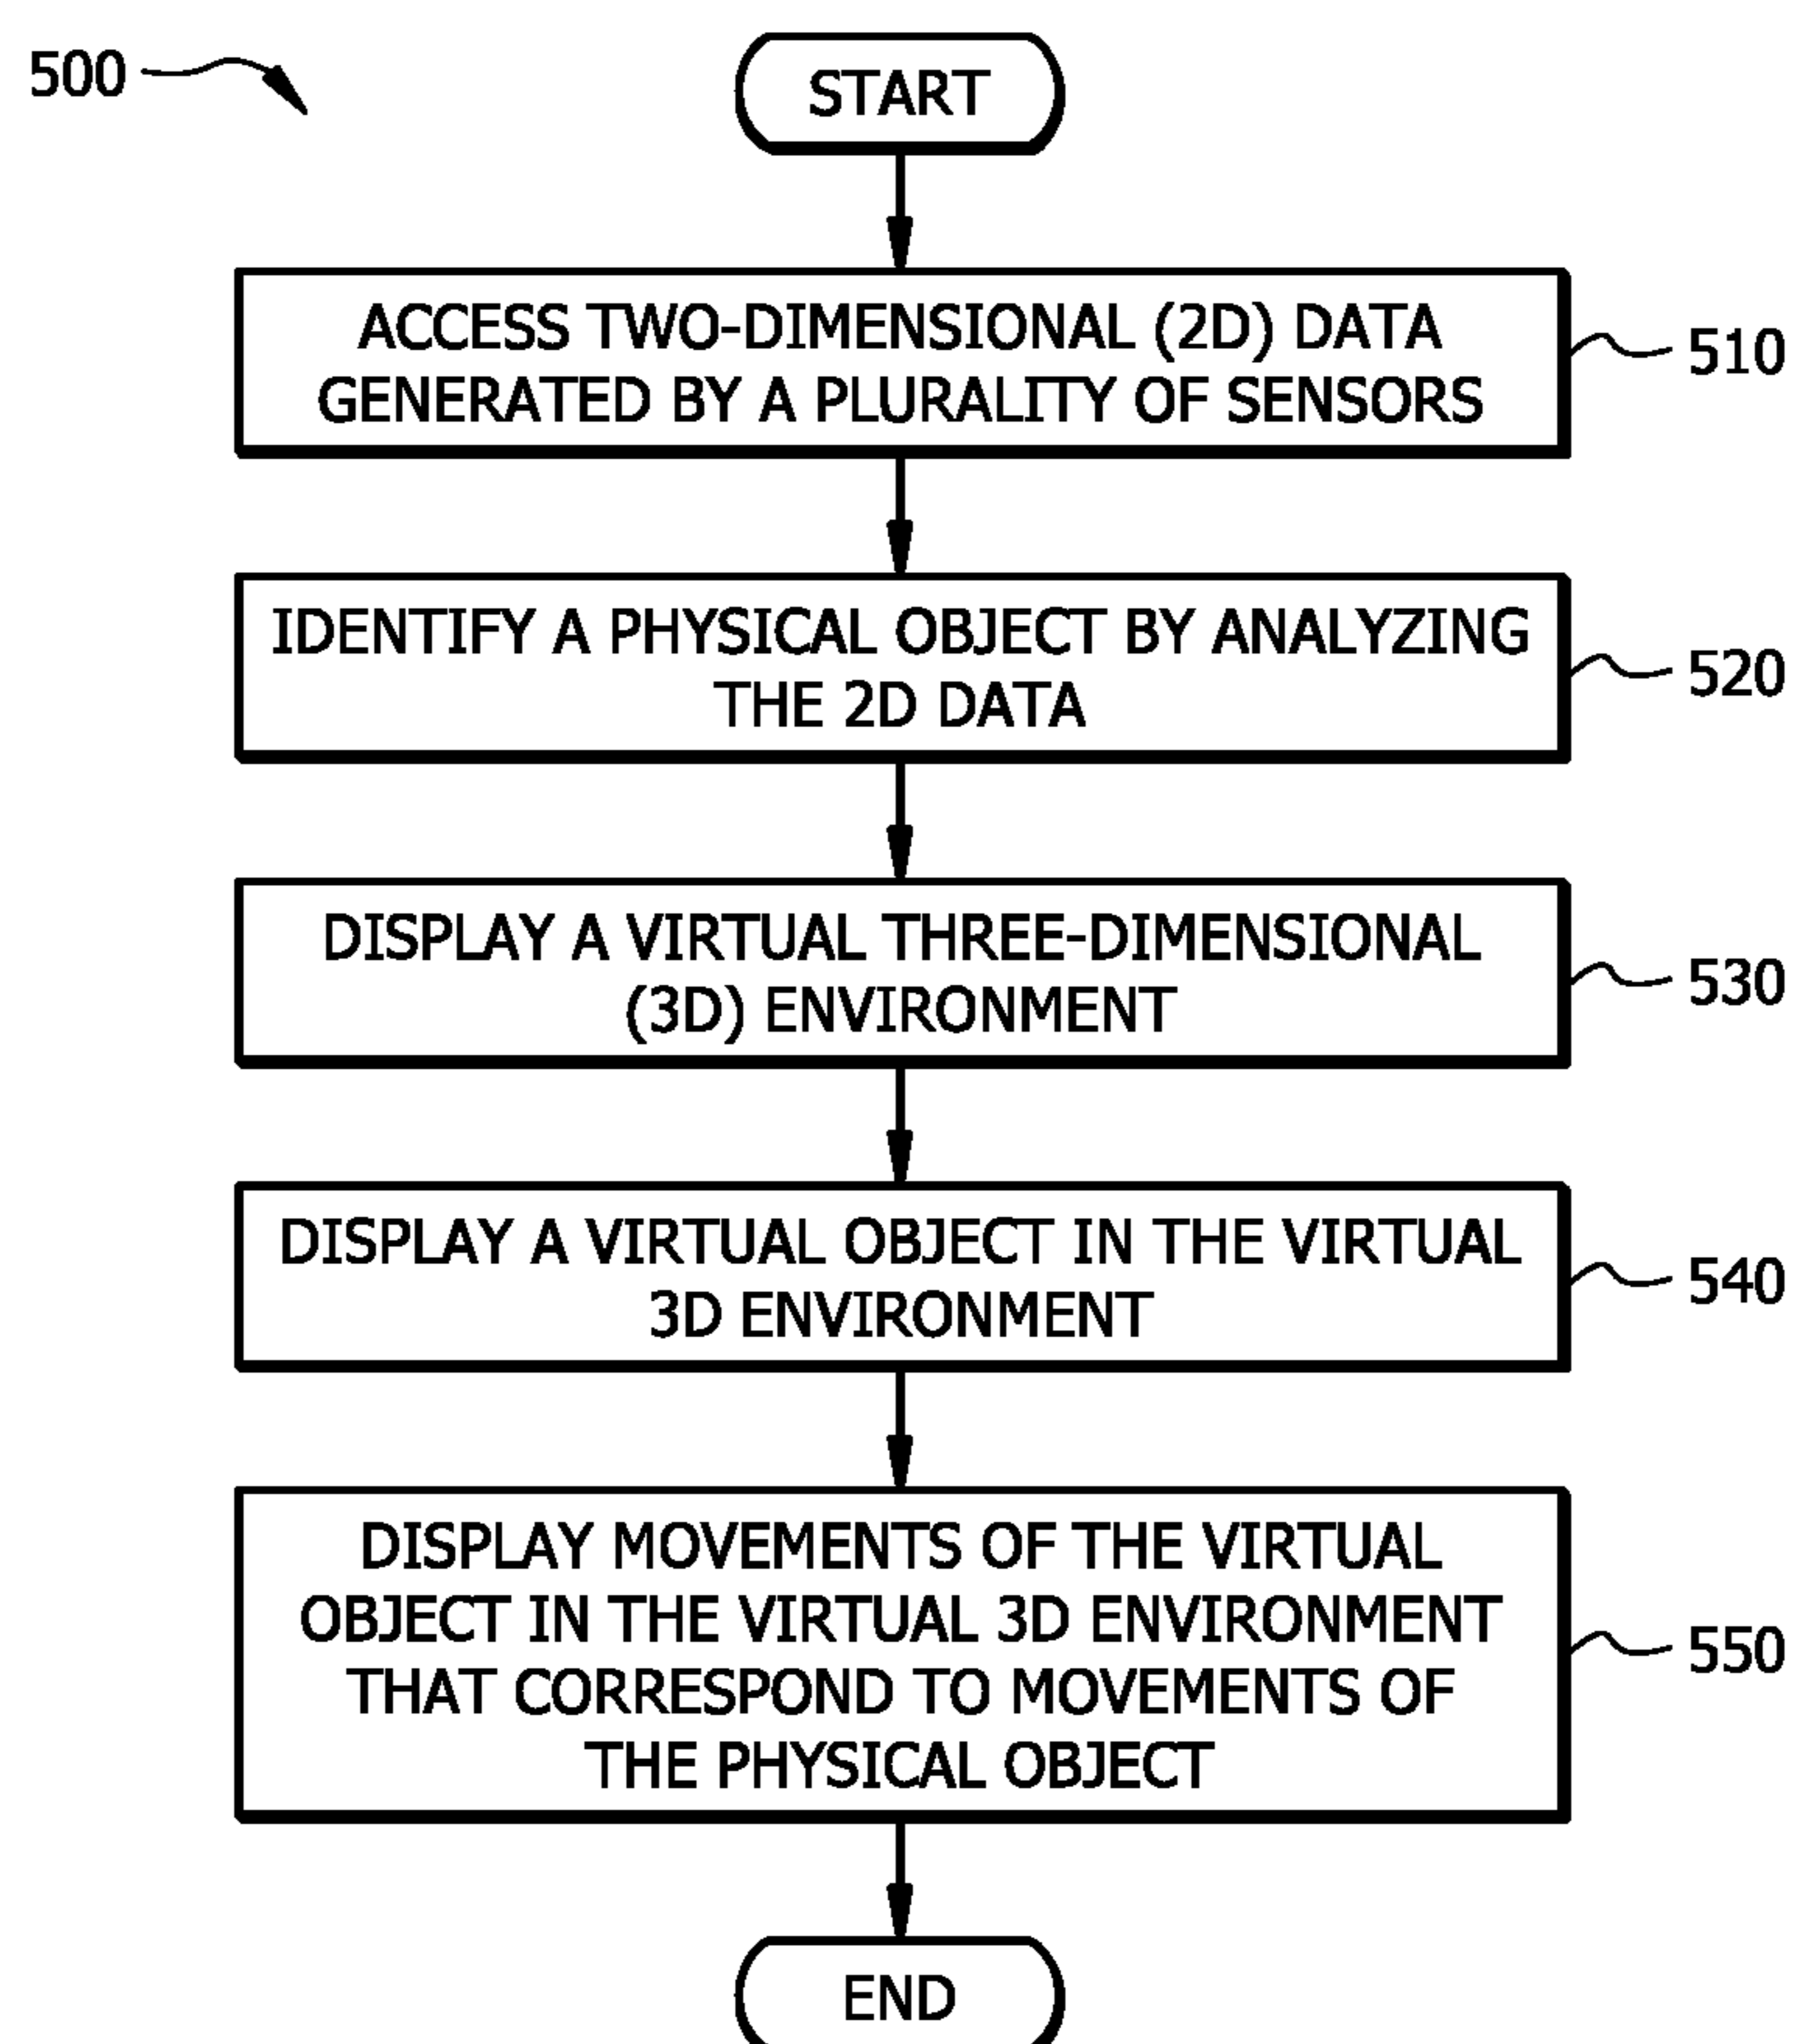 500
START
ACCESS TWO-DIMENSIONAL (2D) DATA
GENERATED BY A PLURALITY OF SENSORS
510
IDENTIFY A PHYSICAL OBJECT BY ANALYZING
THE 2D DATA
520
DISPLAY A VIRTUAL THREE-DIMENSIONAL
(3D) ENVIRONMENT
530
DISPLAY A VIRTUAL OBJECT IN THE VIRTUAL
3D ENVIRONMENT
540
DISPLAY MOVEMENTS OF THE VIRTUAL
OBJECT IN THE VIRTUAL 3D ENVIRONMENT
THAT CORRESPOND TO MOVEMENTS OF
THE PHYSICAL OBJECT
550
END